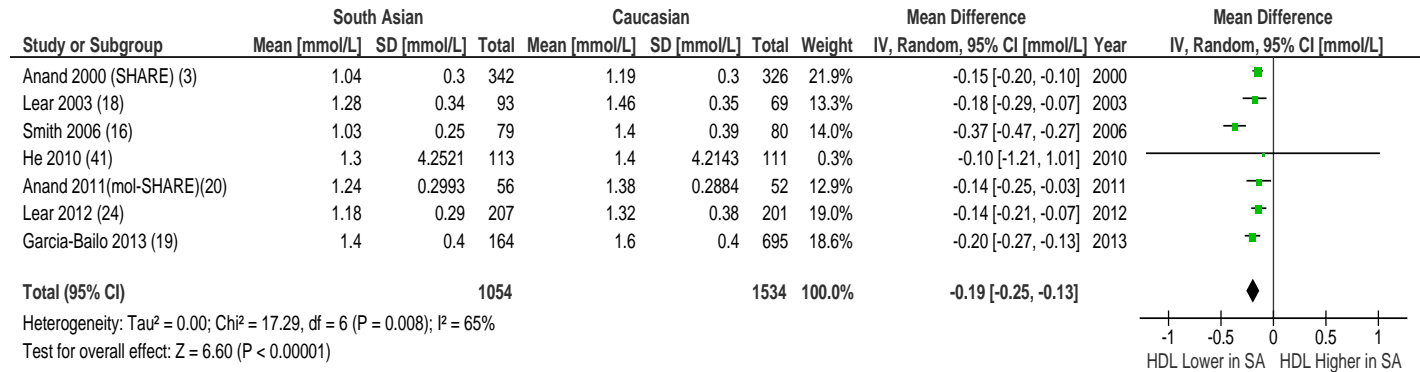 South Asian Caucasian Mean Difference Mean Difference
Study or Subgroup Mean [mmol/L] SD [mmol/L] Total Mean [mmol/L] SD [mmol/L] Total Weight IV, Random, 95% CI [mmol/L] Year IV, Random, 95% CI [mmol/L]
Anand 2000 (SHARE) (3) 1.04 0.3 342 1.19 0.3 326 21.9% -0.15 [-0.20, -0.10] 2000
Lear 2003 (18) 1.28 0.34 93 1.46 0.35 69 13.3% -0.18 [-0.29, -0.07] 2003
Smith 2006 (16) 1.03 0.25 79 1.4 0.39 80 14.0% -0.37 [-0.47, -0.27] 2006
He 2010 (41) 1.3 4.2521 113 1.4 4.2143 111 0.3% -0.10 [-1.21, 1.01] 2010
Anand 2011(mol-SHARE)(20) 1.24 0.2993 56 1.38 0.2884 52 12.9% -0.14 [-0.25, -0.03] 2011
Lear 2012 (24) 1.18 0.29 207 1.32 0.38 201 19.0% -0.14 [-0.21, -0.07] 2012
Garcia-Bailo 2013 (19) 1.4 0.4 164 1.6 0.4 695 18.6% -0.20 [-0.27, -0.13] 2013
Total (95% CI) 1054 1534 100.0% -0.19 [-0.25, -0.13]
Heterogeneity: Tau² = 0.00; Chi² = 17.29, df = 6 (P = 0.008); I² = 65%
Test for overall effect: Z = 6.60 (P < 0.00001)
-1 -0.5 0 0.5 1
HDL Lower in SA HDL Higher in SA